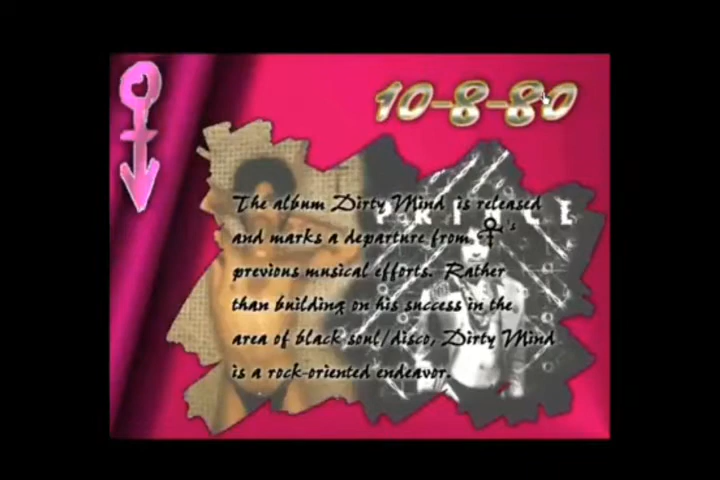 10-8-80
The album Dirty Mind is released
PRINCE
and marks a departure from 's
previous musical efforts. Rather
than building on his success in the
area of black soul/disco, Dirty Mind
is a rock-oriented endeavor.